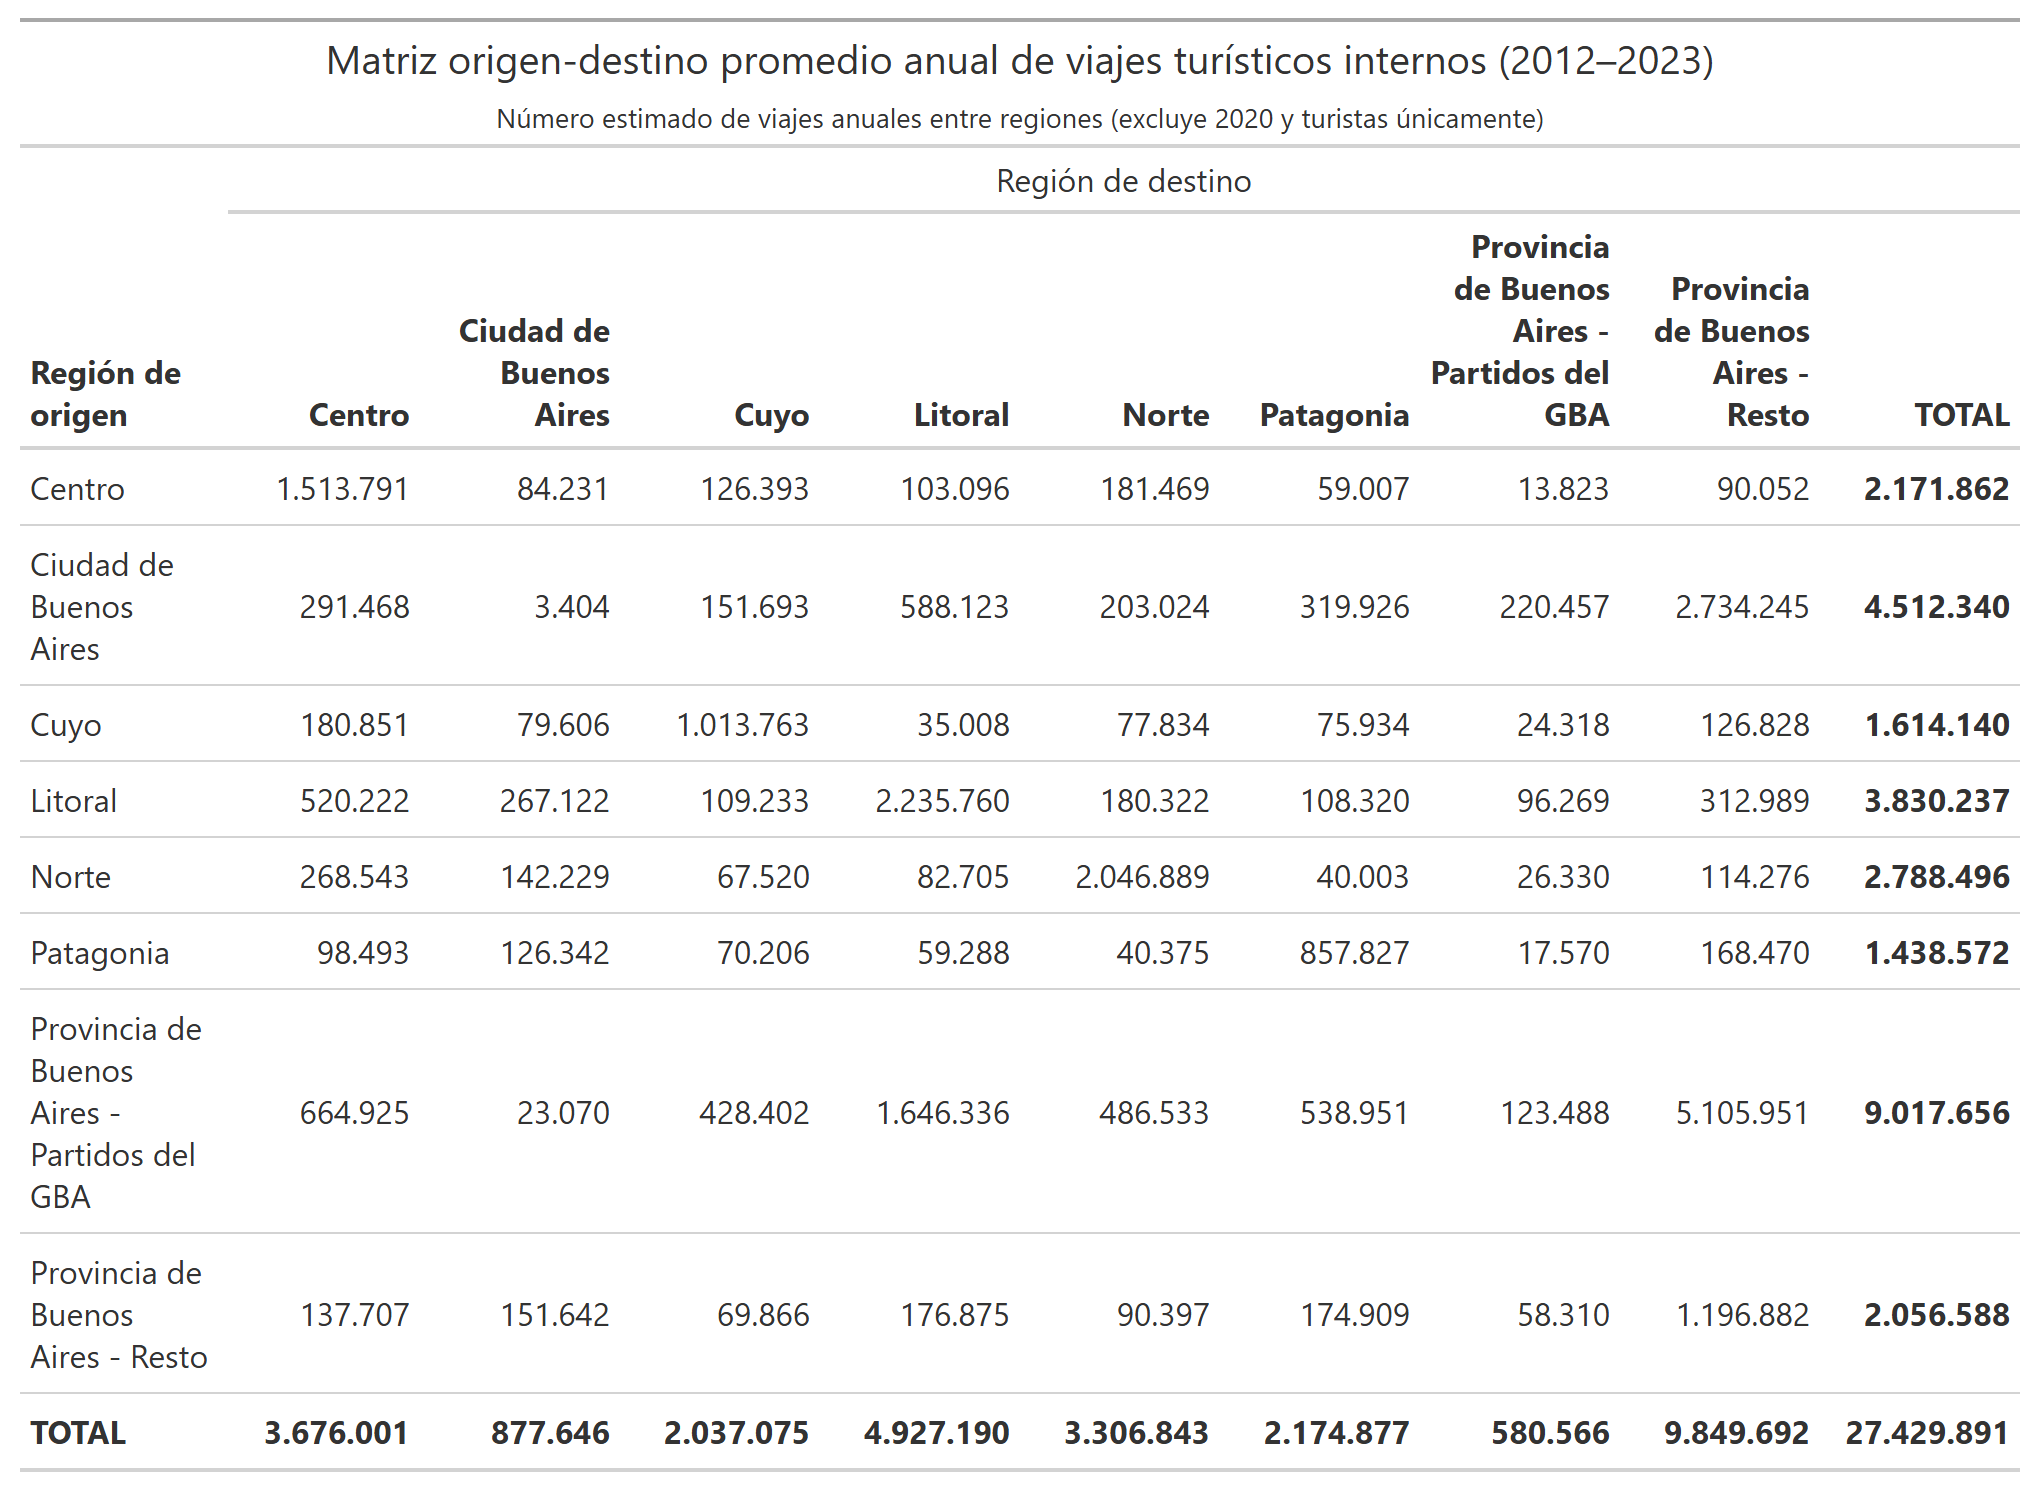 Matriz origen-destino promedio anual de viajes turísticos internos (2012–2023)
Número estimado de viajes anuales entre regiones (excluye 2020 y turistas únicamente)
Región de destino
Región de origen Centro Ciudad de Buenos Aires Cuyo Litoral Norte Patagonia Provincia de Buenos Aires - Partidos del GBA Provincia de Buenos Aires - Resto TOTAL
Centro 1.513.791 84.231 126.393 103.096 181.469 59.007 13.823 90.052 2.171.862
Ciudad de Buenos Aires 291.468 3.404 151.693 588.123 203.024 319.926 220.457 2.734.245 4.512.340
Cuyo 180.851 79.606 1.013.763 35.008 77.834 75.934 24.318 126.828 1.614.140
Litoral 520.222 267.122 109.233 2.235.760 180.322 108.320 96.269 312.989 3.830.237
Norte 268.543 142.229 67.520 82.705 2.046.889 40.003 26.330 114.276 2.788.496
Patagonia 98.493 126.342 70.206 59.288 40.375 857.827 17.570 168.470 1.438.572
Provincia de Buenos Aires - Partidos del GBA 664.925 23.070 428.402 1.646.336 486.533 538.951 123.488 5.105.951 9.017.656
Provincia de Buenos Aires - Resto 137.707 151.642 69.866 176.875 90.397 174.909 58.310 1.196.882 2.056.588
TOTAL 3.676.001 877.646 2.037.075 4.927.190 3.306.843 2.174.877 580.566 9.849.692 27.429.891